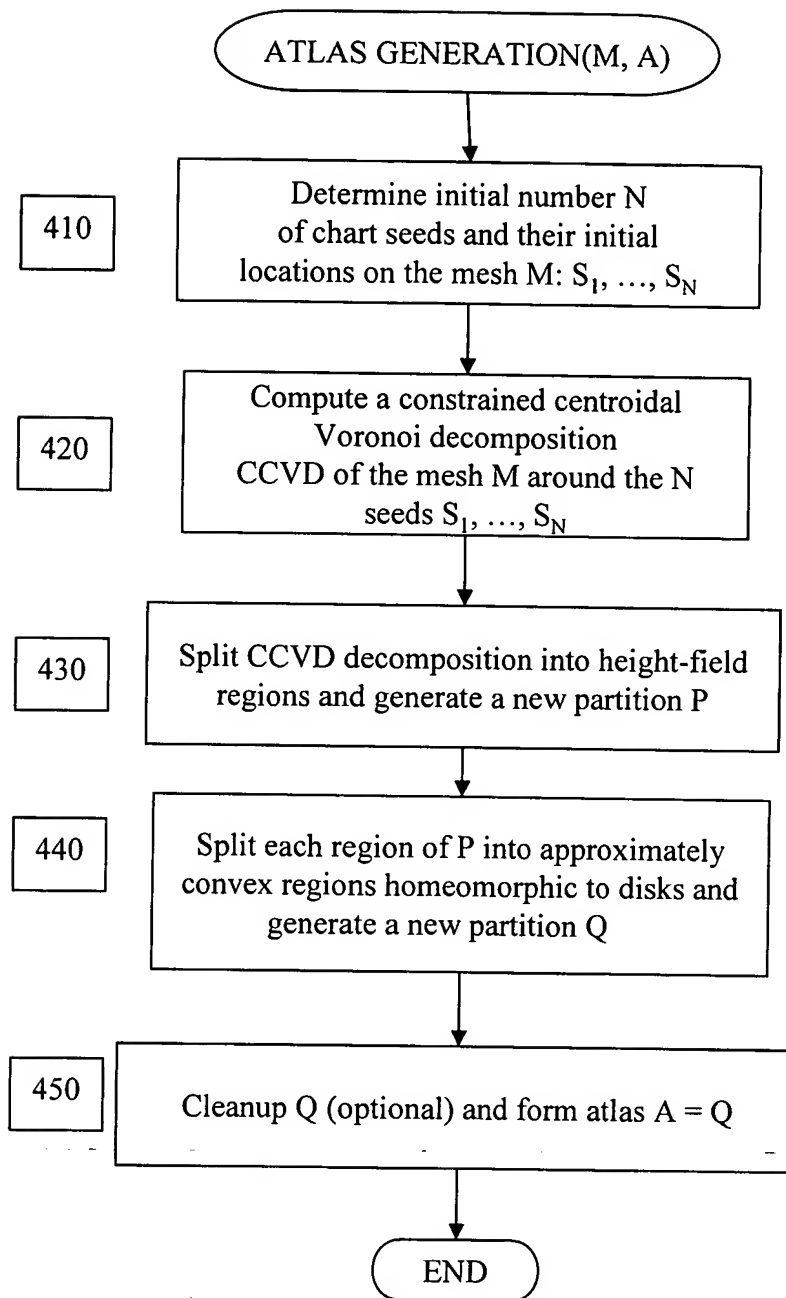 ATLAS GENERATION(M, A)
410
Determine initial number N
of chart seeds and their initial
locations on the mesh M: S₁, ..., S_N
420
Compute a constrained centroidal
Voronoi decomposition
CCVD of the mesh M around the N
seeds S₁, ..., S_N
430
Split CCVD decomposition into height-field
regions and generate a new partition P
440
Split each region of P into approximately
convex regions homeomorphic to disks and
generate a new partition Q
450
Cleanup Q (optional) and form atlas A = Q
END